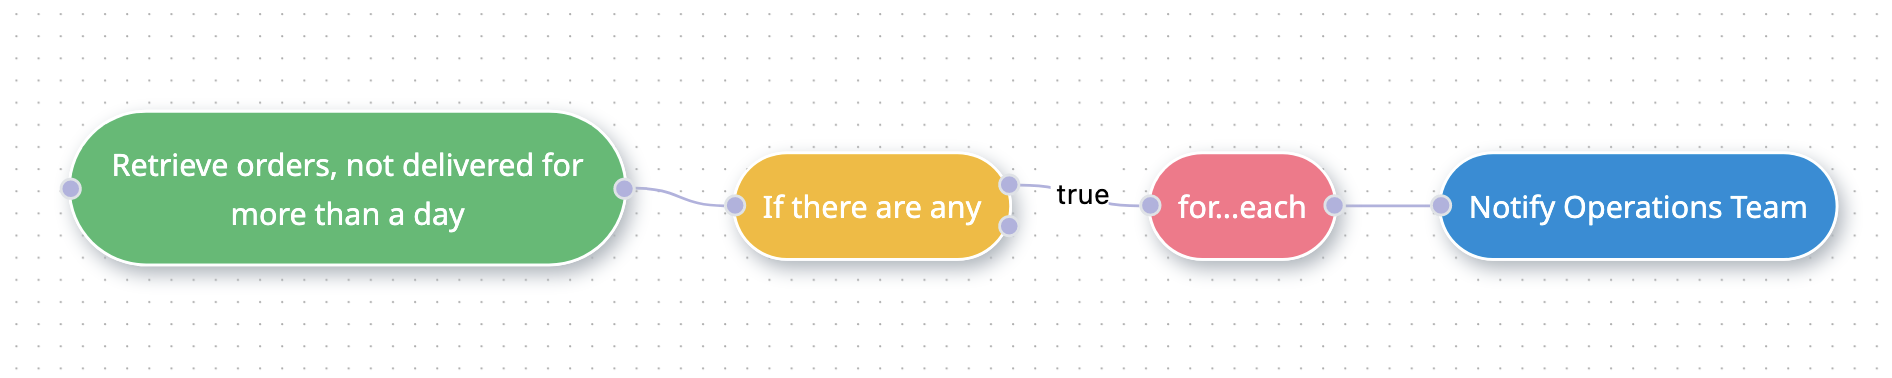 Retrieve orders, not delivered for
more than a day
If there are any
true
for...each
Notify Operations Team